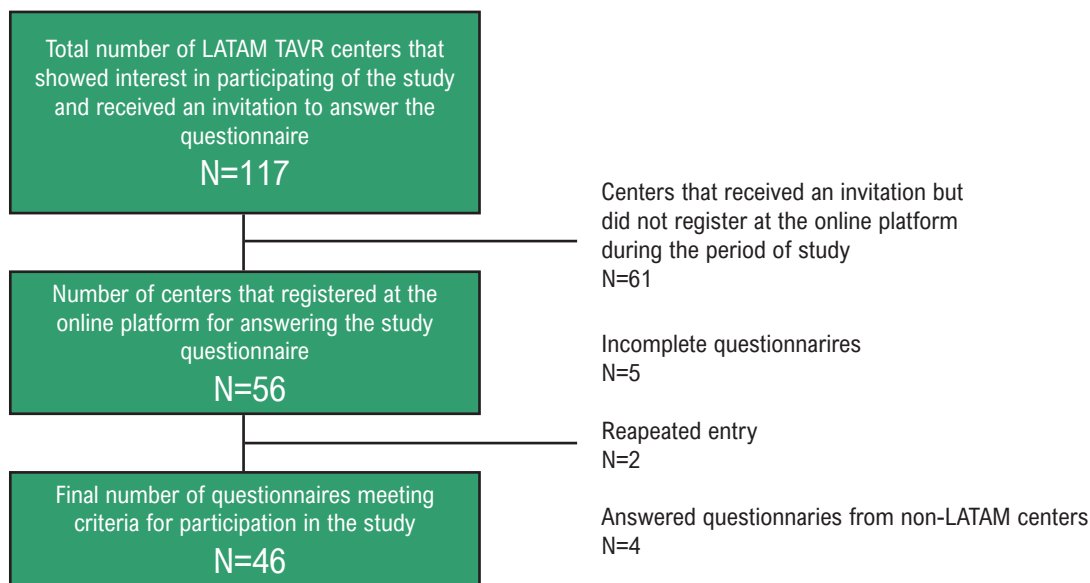 Total number of LATAM TAVR centers that
showed interest in participating of the study
and received an invitation to answer the
questionnaire
N=117
Centers that received an invitation but
did not register at the online platform
during the period of study
N=61
Number of centers that registered at the
online platform for answering the study
questionnaire
N=56
Incomplete questionnarires
N=5
Reapeated entry
N=2
Final number of questionnaires meeting
criteria for participation in the study
N=46
Answered questionnaries from non-LATAM centers
N=4